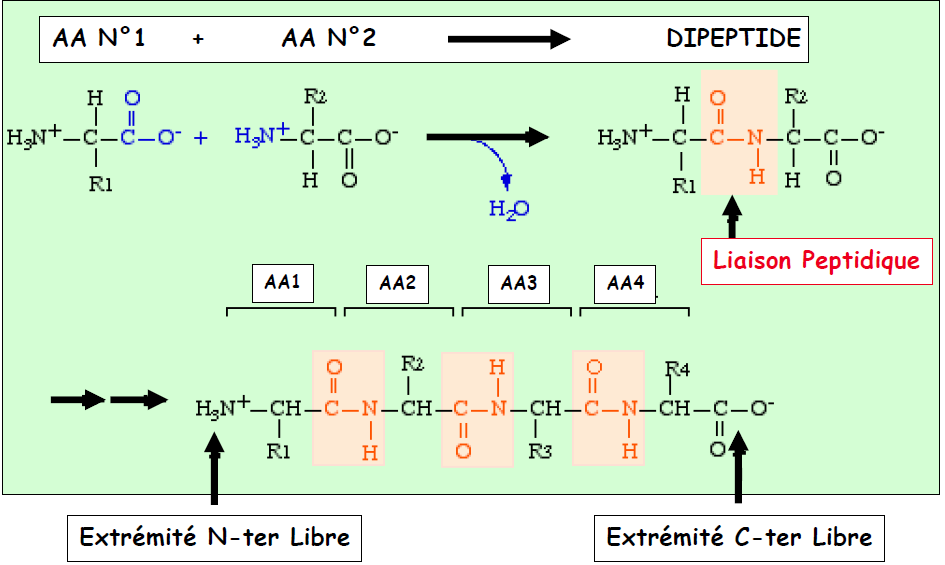 AA N°1 + AA N°2 DIPEPTIDE
H O R2 H O R2
H3N+ C C O- + H3N+ C C O- H3N+ C C N C C O-
R1 H O R1 H H O
H2O
Liaison Peptidique
AA1 AA2 AA3 AA4
O R2 H O R4
H3N+ CH C N CH C N CH C N CH C O-
R1 H O R3 H O
Extrémité N-ter Libre Extrémité C-ter Libre